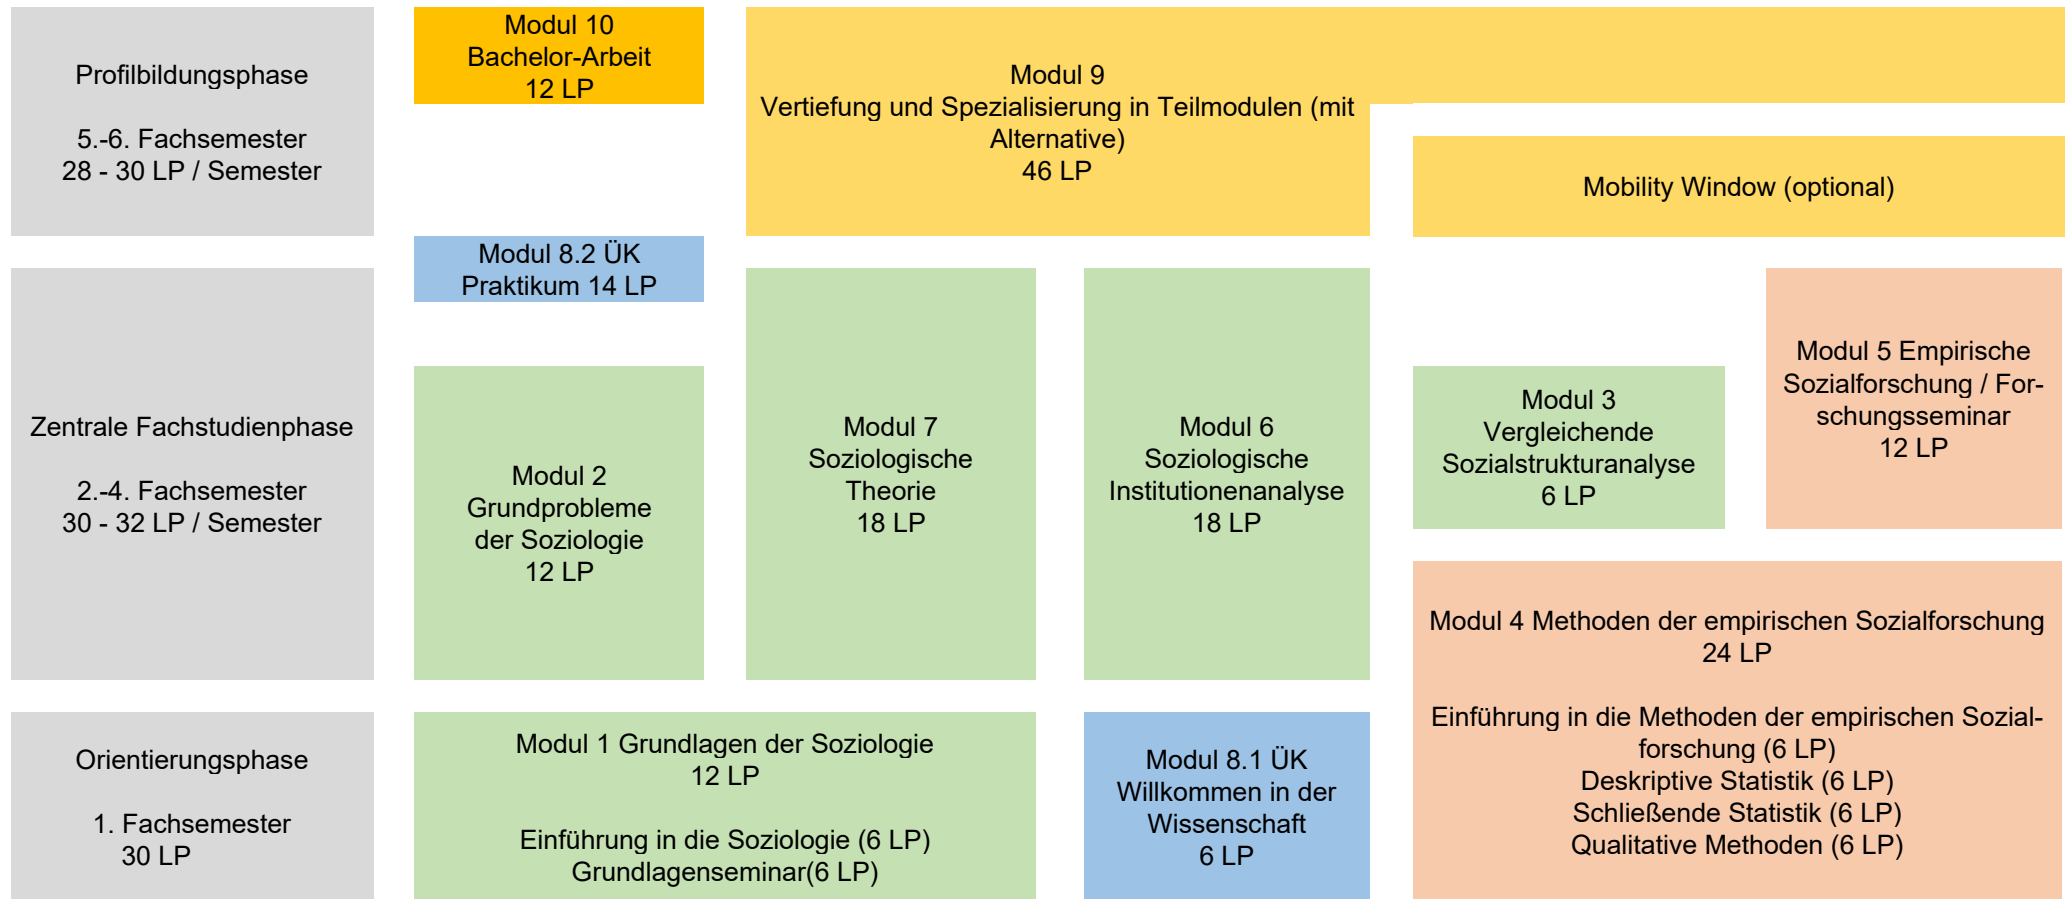 Profilbildungsphase
5.-6. Fachsemester
28 - 30 LP / Semester
Modul 10
Bachelor-Arbeit
12 LP
Modul 9
Vertiefung und Spezialisierung in Teilmodulen (mit
Alternative)
46 LP
Mobility Window (optional)
Modul 8.2 ÜK
Praktikum 14 LP
Zentrale Fachstudienphase
2.-4. Fachsemester
30 - 32 LP / Semester
Modul 2
Grundprobleme
der Soziologie
12 LP
Modul 7
Soziologische
Theorie
18 LP
Modul 6
Soziologische
Institutionenanalyse
18 LP
Modul 3
Vergleichende
Sozialstrukturanalyse
6 LP
Modul 5 Empirische
Sozialforschung / For-
schungsseminar
12 LP
Modul 4 Methoden der empirischen Sozialforschung
24 LP
Einführung in die Methoden der empirischen Sozial-
forschung (6 LP)
Deskriptive Statistik (6 LP)
Schließende Statistik (6 LP)
Qualitative Methoden (6 LP)
Orientierungsphase
1. Fachsemester
30 LP
Modul 1 Grundlagen der Soziologie
12 LP
Einführung in die Soziologie (6 LP)
Grundlagenseminar(6 LP)
Modul 8.1 ÜK
Willkommen in der
Wissenschaft
6 LP